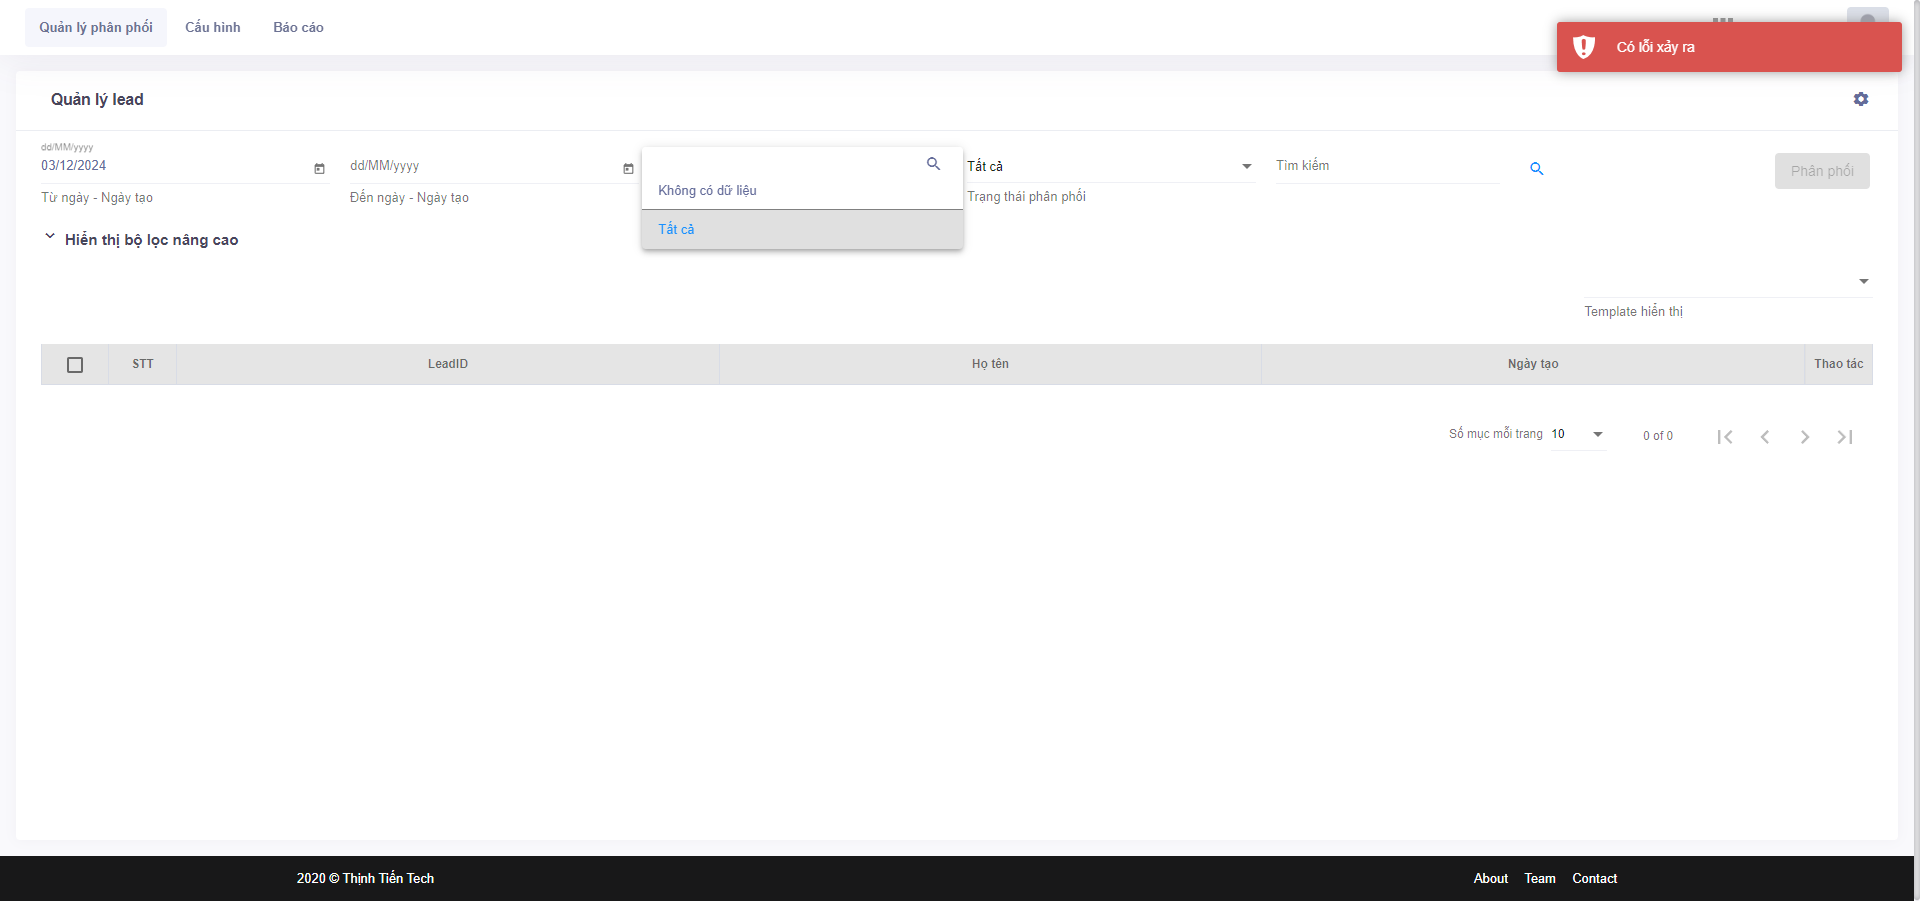 Quản lý phân phối
Cấu hình
Báo cáo
Có lỗi xảy ra
Quản lý lead
dd/MM/yyyy
03/12/2024
Từ ngày - Ngày tạo
dd/MM/yyyy
Đến ngày - Ngày tạo
Không có dữ liệu
Tất cả
Tất cả
Trạng thái phân phối
Tìm kiếm
Phân phối
Hiển thị bộ lọc nâng cao
Template hiển thị
STT
LeadID
Họ tên
Ngày tạo
Thao tác
Số mục mỗi trang
10
0 of 0
2020 © Thịnh Tiến Tech
About
Team
Contact